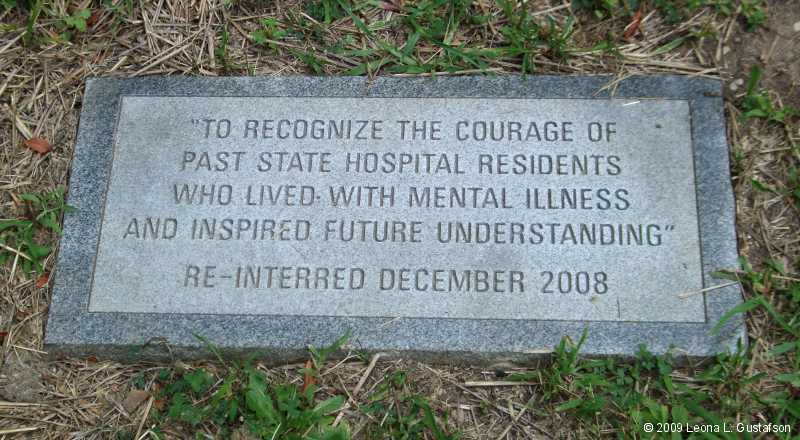 "TO RECOGNIZE THE COURAGE OF
PAST STATE HOSPITAL RESIDENTS
WHO LIVED WITH MENTAL ILLNESS
AND INSPIRED FUTURE UNDERSTANDING"
RE-INTERRED DECEMBER 2008
© 2009 Leona L. Gustafson